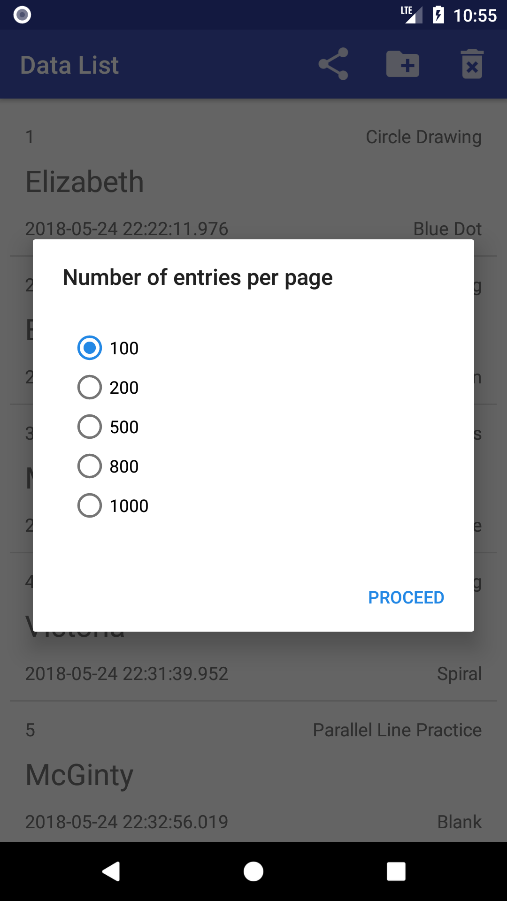 LTE 10:55
Data List
1 Circle Drawing
Elizabeth
2018-05-24 22:22:11.976 Blue Dot
Number of entries per page
100
200
500
800
1000
PROCEED
4
Victoria
2018-05-24 22:31:39.952 Spiral
5 Parallel Line Practice
McGinty
2018-05-24 22:32:56.019 Blank